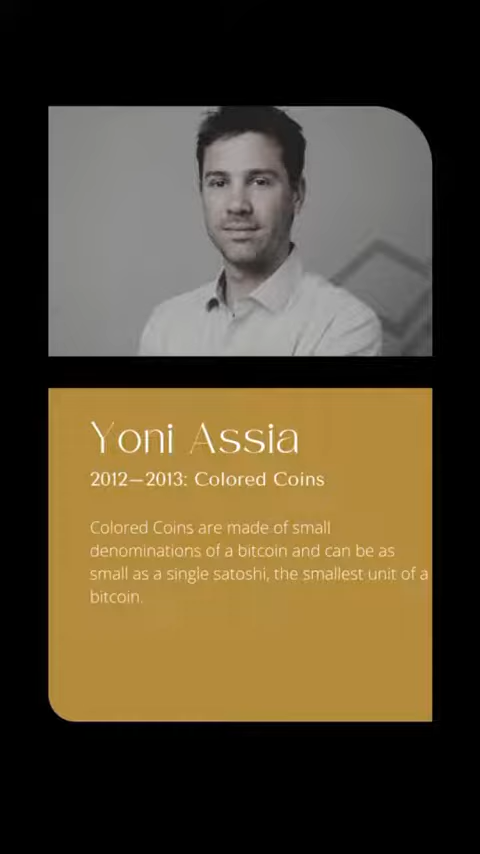 Yoni Assia
2012—2013: Colored Coins
Colored Coins are made of small
denominations of a bitcoin and can be as
small as a single satoshi, the smallest unit of a
bitcoin.